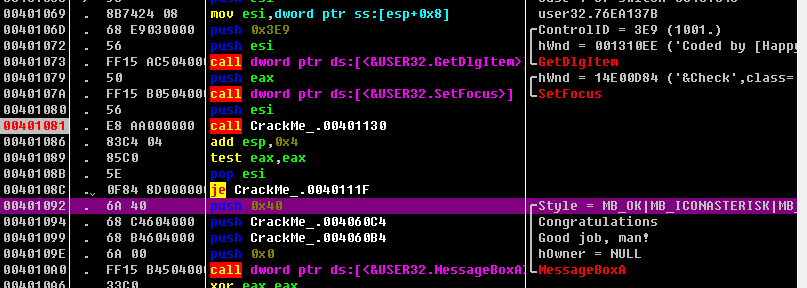 00401069 . 8B7424 08 mov esi,dword ptr ss:[esp+0x8] user32.76EA137B
0040106D . 68 E9030000 push 0x3E9 ControlID = 3E9 (1001.)
00401072 . 56 push esi hWnd = 001310EE ('Coded by [Happy
00401073 . FF15 AC504000 call dword ptr ds:[<&USER32.GetDlgItem> GetDlgItem
00401079 . 50 push eax hWnd = 14E00D84 ('&Check',class=
0040107A . FF15 B0504000 call dword ptr ds:[<&USER32.SetFocus>] SetFocus
00401080 . 56 push esi
00401081 . E8 AA000000 call CrackMe_.00401130
00401086 . 83C4 04 add esp,0x4
00401089 . 85C0 test eax,eax
0040108B . 5E pop esi
0040108C . 0F84 8D000000 je CrackMe_.0040111F
00401092 . 6A 40 push 0x40 Style = MB_OK|MB_ICONASTERISK|MB_
00401094 . 68 C4604000 push CrackMe_.004060C4 Congratulations
00401099 . 68 B4604000 push CrackMe_.004060B4 Good job, man!
0040109E . 6A 00 push 0x0 hOwner = NULL
004010A0 . FF15 B4504000 call dword ptr ds:[<&USER32.MessageBoxA> MessageBoxA
004010A6 . 33C0 xor eax,eax